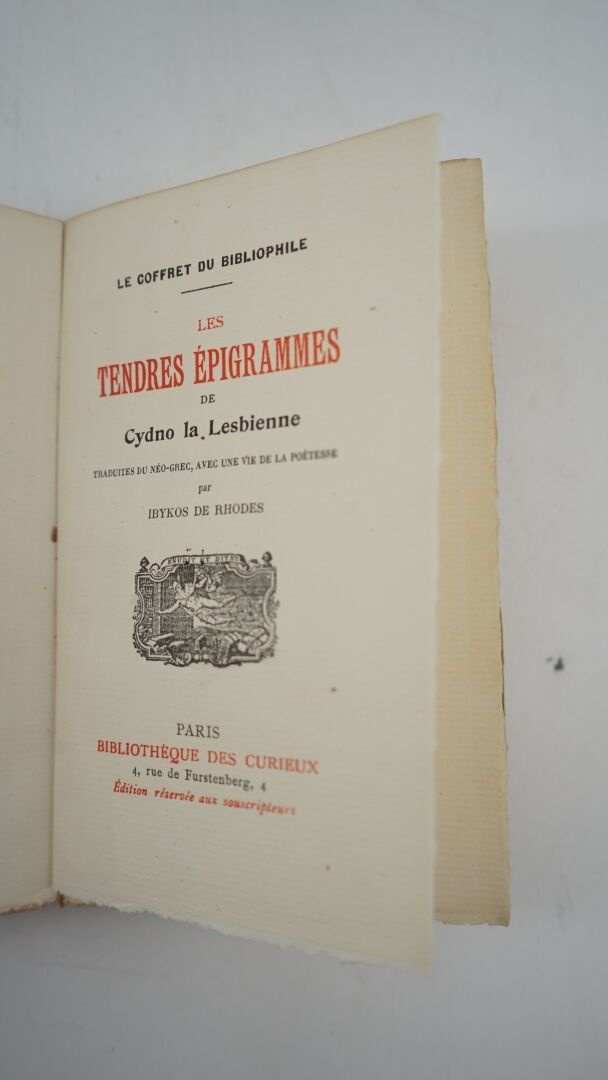 LE COFFRET DU BIBLIOPHILE
LES
TENDRES ÉPIGRAMMES
DE
Cydno la Lesbienne
TRADUITES DU NÉO-GREC, AVEC UNE VIE DE LA POÉTESSE
par
IBYKOS DE RHODES
PARIS
BIBLIOTHÈQUE DES CURIEUX
4, rue de Furstenberg, 4
Édition réservée aux souscripteurs